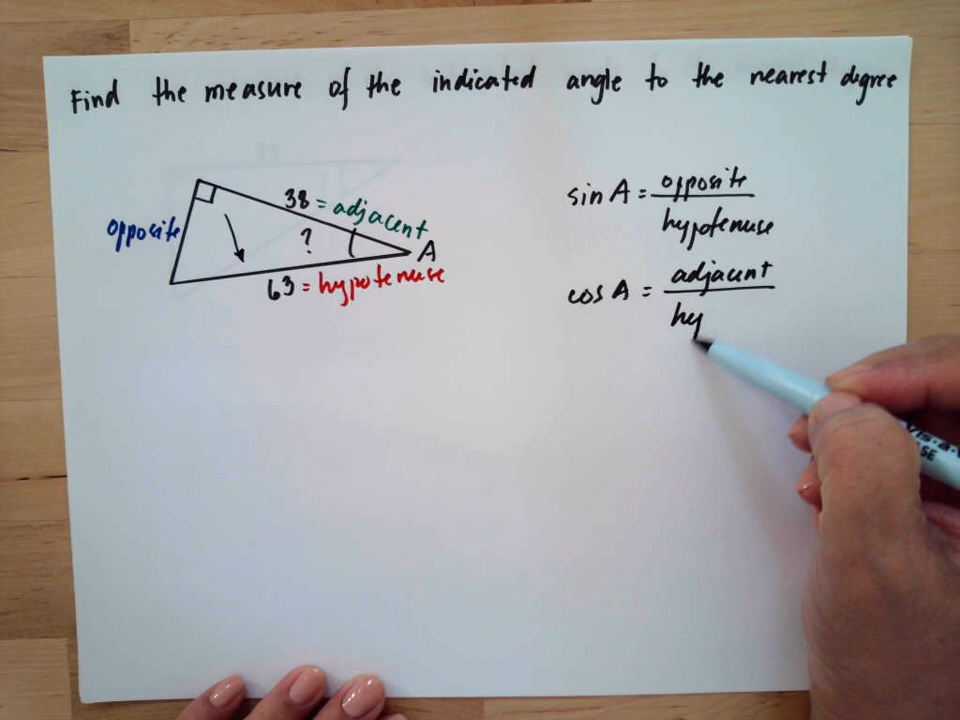 Find the measure of the indicated angle to the nearest degree
38 = adjacent
opposite
?
A
63 = hypotenuse
sin A = opposite
hypotenuse
cos A = adjacent
hy